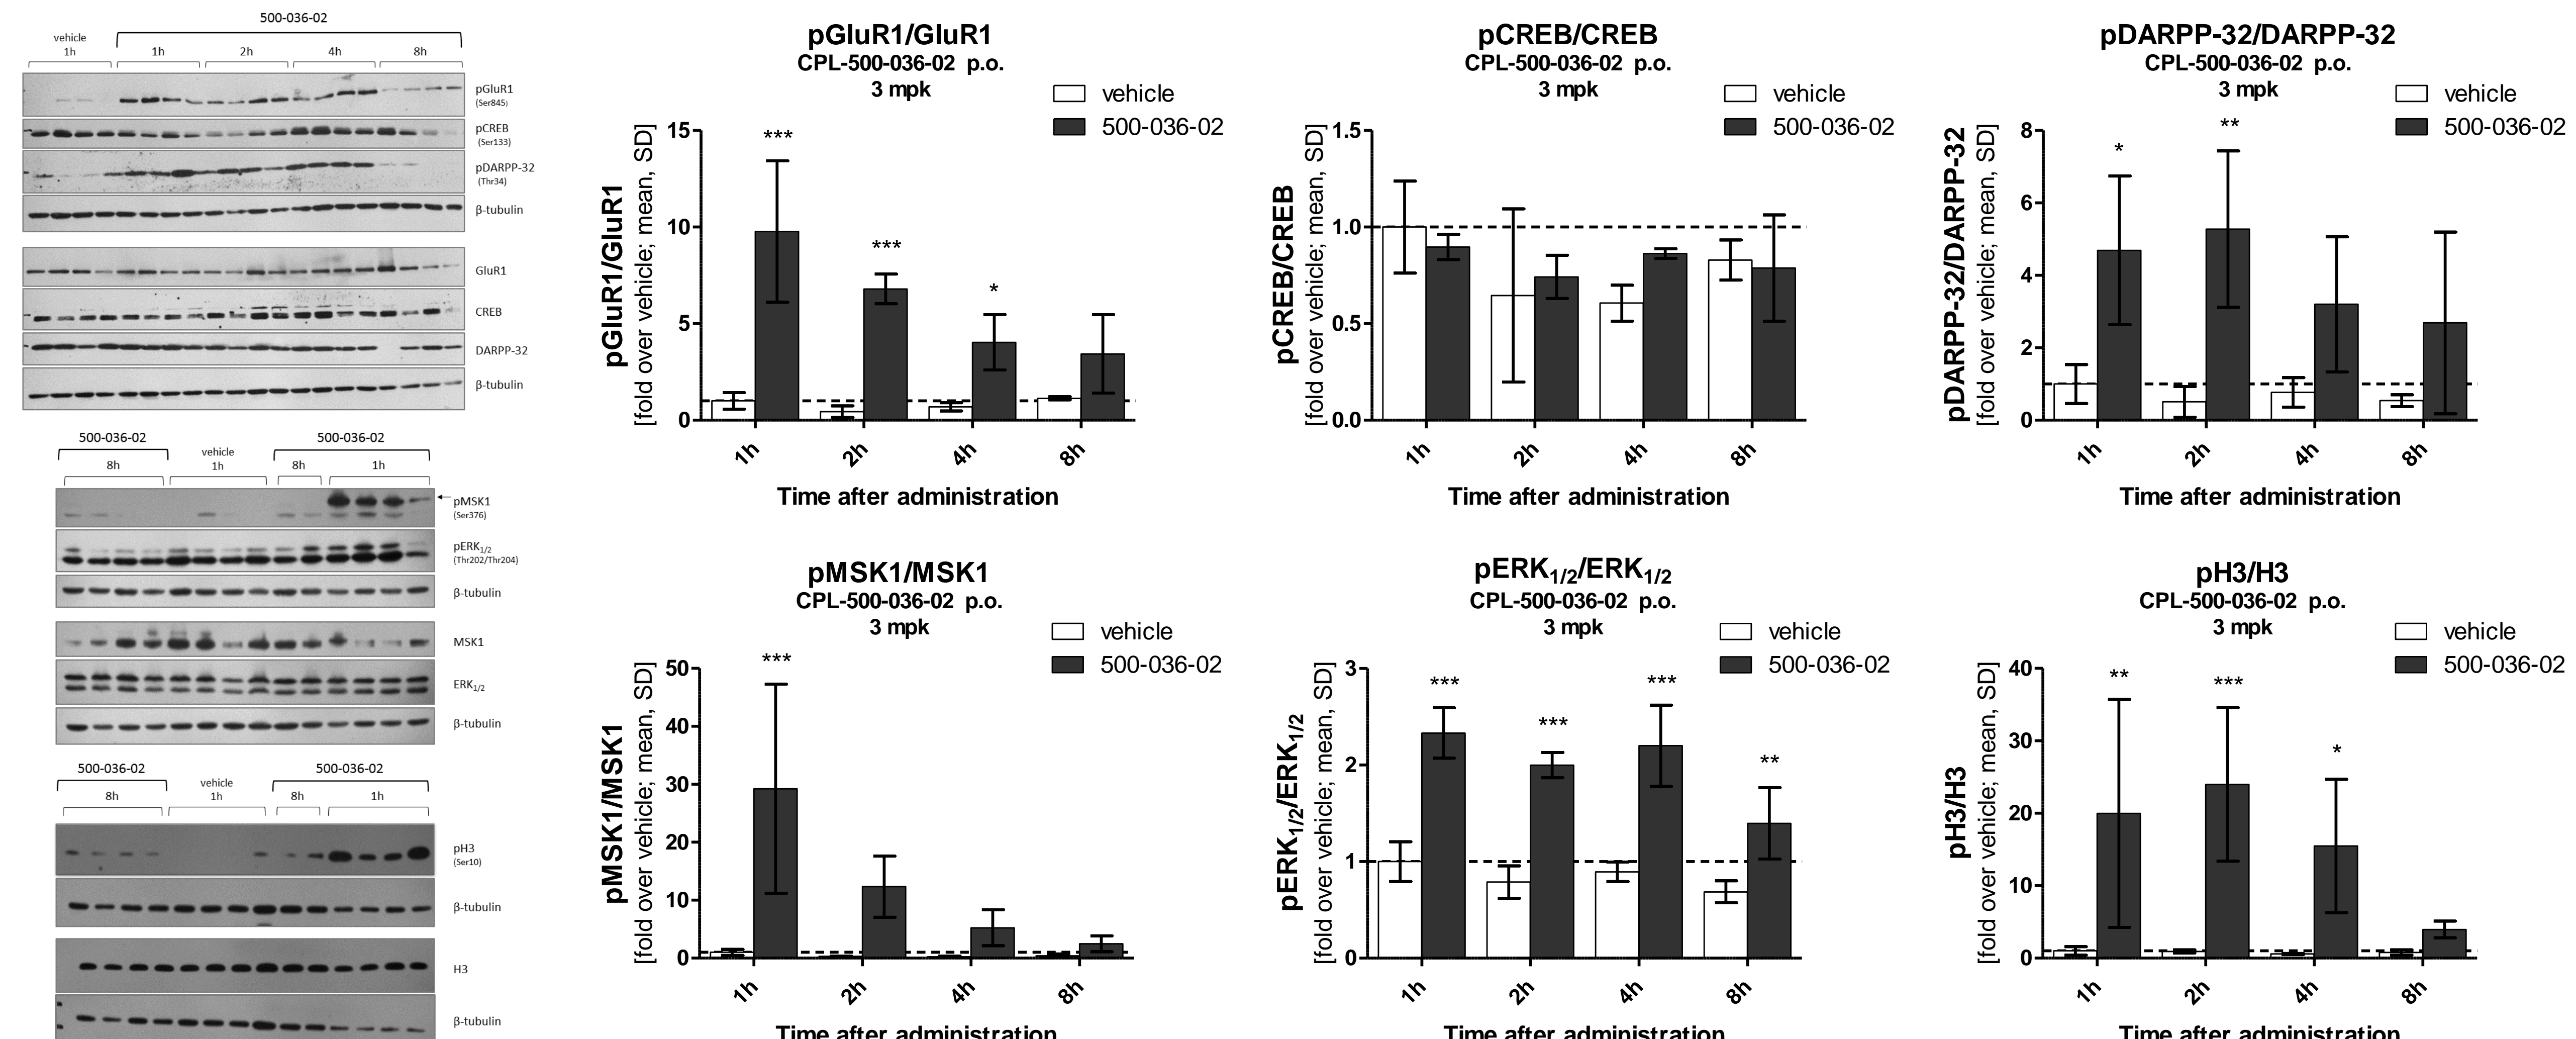 500-036-02
vehicle
1h 1h 2h 4h 8h
pGluR1
(Ser845)
pCREB
(Ser133)
pDARPP-32
(Thr34)
β-tubulin
GluR1
CREB
DARPP-32
β-tubulin
500-036-02 500-036-02
vehicle
8h 1h 8h 1h
pMSK1
(Ser376)
pERK1/2
(Thr202/Thr204)
β-tubulin
MSK1
ERK1/2
β-tubulin
500-036-02 500-036-02
vehicle
8h 1h 8h 1h
pH3
(Ser10)
β-tubulin
H3
β-tubulin
pGluR1/GluR1
CPL-500-036-02 p.o.
3 mpk
vehicle
500-036-02
pGluR1/GluR1
[fold over vehicle; mean, SD]
15
10
5
0
***
***
*
1h 2h 4h 8h
Time after administration
pCREB/CREB
CPL-500-036-02 p.o.
3 mpk
vehicle
500-036-02
pCREB/CREB
[fold over vehicle; mean, SD]
1.5
1.0
0.5
0.0
1h 2h 4h 8h
Time after administration
pDARPP-32/DARPP-32
CPL-500-036-02 p.o.
3 mpk
vehicle
500-036-02
pDARPP-32/DARPP-32
[fold over vehicle; mean, SD]
8
6
4
2
0
*
**
1h 2h 4h 8h
Time after administration
pMSK1/MSK1
CPL-500-036-02 p.o.
3 mpk
vehicle
500-036-02
pMSK1/MSK1
[fold over vehicle; mean, SD]
50
40
30
20
10
0
***
1h 2h 4h 8h
Time after administration
pERK1/2/ERK1/2
CPL-500-036-02 p.o.
3 mpk
vehicle
500-036-02
pERK1/2/ERK1/2
[fold over vehicle; mean, SD]
3
2
1
0
***
***
***
**
1h 2h 4h 8h
Time after administration
pH3/H3
CPL-500-036-02 p.o.
3 mpk
vehicle
500-036-02
pH3/H3
[fold over vehicle; mean, SD]
40
30
20
10
0
**
***
*
1h 2h 4h 8h
Time after administration